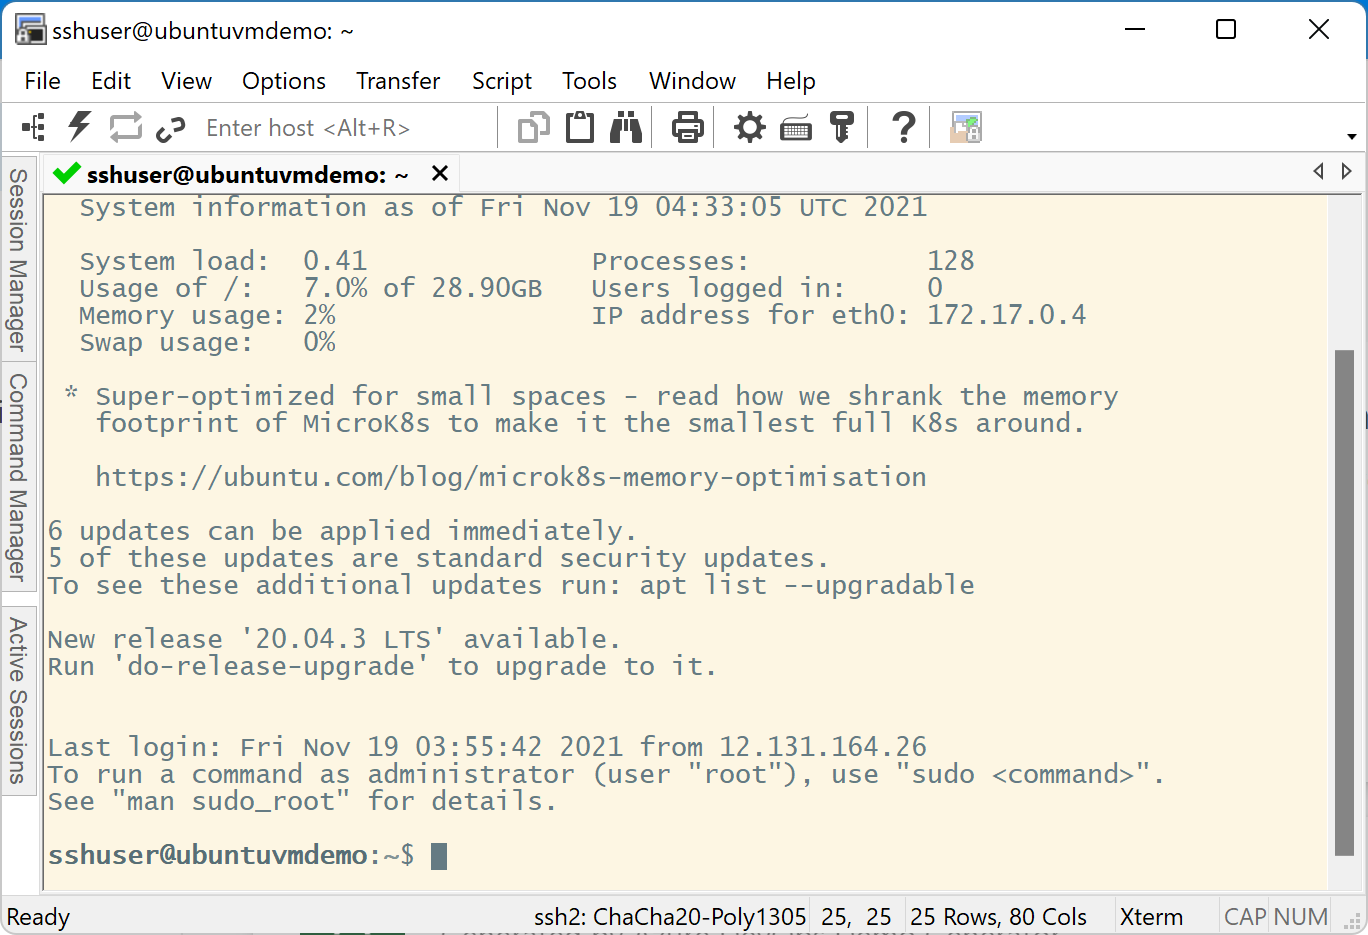 sshuser@ubuntuvmdemo: ~
File Edit View Options Transfer Script Tools Window Help
Enter host <Alt+R>
Session Manager
Command Manager
Active Sessions
sshuser@ubuntuvmdemo: ~
System information as of Fri Nov 19 04:33:05 UTC 2021
System load: 0.41 Processes: 128
Usage of /: 7.0% of 28.90GB Users logged in: 0
Memory usage: 2% IP address for eth0: 172.17.0.4
Swap usage: 0%
* Super-optimized for small spaces - read how we shrank the memory
footprint of MicroK8s to make it the smallest full K8s around.
https://ubuntu.com/blog/microk8s-memory-optimisation
6 updates can be applied immediately.
5 of these updates are standard security updates.
To see these additional updates run: apt list --upgradable
New release '20.04.3 LTS' available.
Run 'do-release-upgrade' to upgrade to it.
Last login: Fri Nov 19 03:55:42 2021 from 12.131.164.26
To run a command as administrator (user "root"), use "sudo <command>".
See "man sudo_root" for details.
sshuser@ubuntuvmdemo:~$
Ready ssh2: ChaCha20-Poly1305 25, 25 25 Rows, 80 Cols Xterm CAP NUM